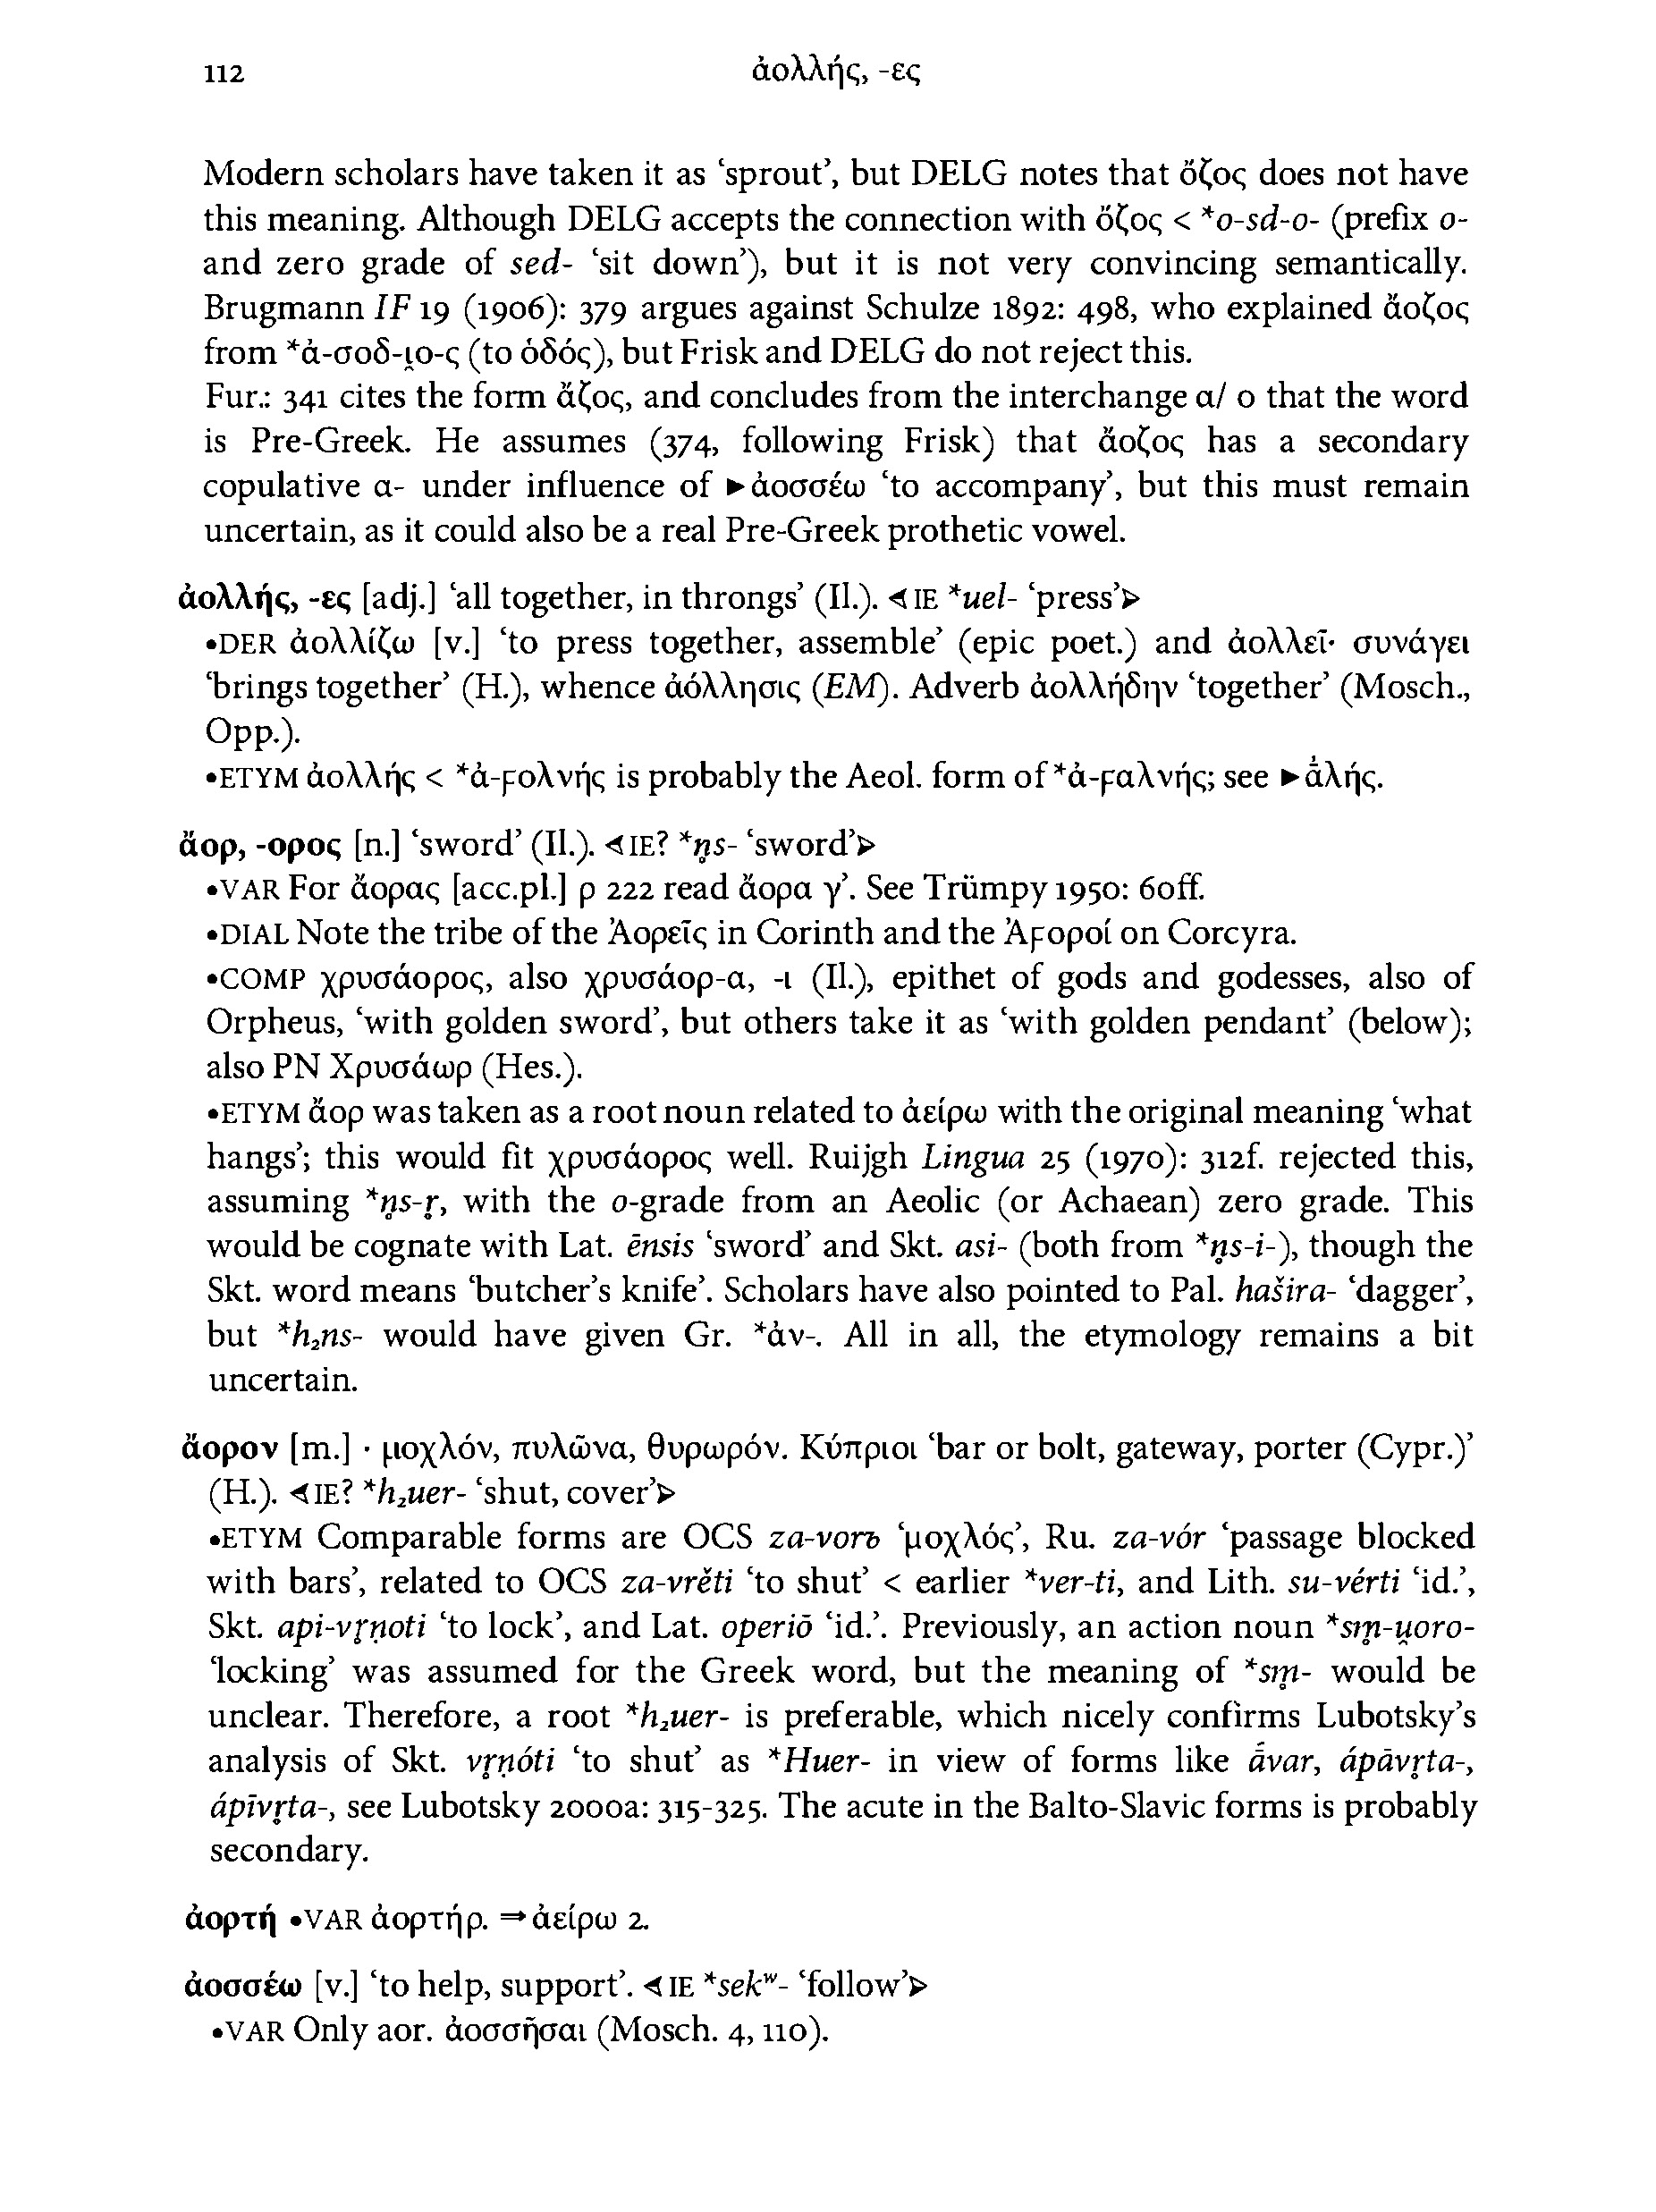 112
ἀολλής, -ες
Modern scholars have taken it as ‘sprout’, but DELG notes that ὄζος does not have
this meaning. Although DELG accepts the connection with ὄζος < *o-sd-o- (prefix o-
and zero grade of sed- ‘sit down’), but it is not very convincing semantically.
Brugmann IF 19 (1906): 379 argues against Schulze 1892: 498, who explained ἄοζος
from *ἁ-σοδ-ι̯ο-ς (to ὁδός), but Frisk and DELG do not reject this.
Fur.: 341 cites the form ἄζος, and concludes from the interchange α/ ο that the word
is Pre-Greek. He assumes (374, following Frisk) that ἄοζος has a secondary
copulative α- under influence of ►ἀοσσέω ‘to accompany’, but this must remain
uncertain, as it could also be a real Pre-Greek prothetic vowel.
ἀολλής, -ες [adj.] ‘all together, in throngs’ (Il.). ⋖IE *uel- ‘press’⋗
•DER ἀολλίζω [v.] ‘to press together, assemble’ (epic poet.) and ἀολλεῖ· συνάγει
‘brings together’ (H.), whence ἀόλλησις (EM). Adverb ἀολλήδην ‘together’ (Mosch.,
Opp.).
•ETYM ἀολλής < *ἀ-ϝολνής is probably the Aeol. form of *ἀ-ϝαλνής; see ►ἁλής.
ἄορ, -ορος [n.] ‘sword’ (Il.). ⋖IE? *n̥s- ‘sword’⋗
•VAR For ἄορας [acc.pl.] ρ 222 read ἄορα γ’. See Trümpy 1950: 60ff.
•DIAL Note the tribe of the Ἀορεῖς in Corinth and the Ἀϝοροί on Corcyra.
•COMP χρυσάορος, also χρυσάορ-α, -ι (Il.), epithet of gods and godesses, also of
Orpheus, ‘with golden sword’, but others take it as ‘with golden pendant’ (below);
also PN Χρυσάωρ (Hes.).
•ETYM ἄορ was taken as a root noun related to ἀείρω with the original meaning ‘what
hangs’; this would fit χρυσάορος well. Ruijgh Lingua 25 (1970): 312f. rejected this,
assuming *n̥s-r̥, with the o-grade from an Aeolic (or Achaean) zero grade. This
would be cognate with Lat. ēnsis ‘sword’ and Skt. así- (both from *n̥s-i-), though the
Skt. word means ‘butcher’s knife’. Scholars have also pointed to Pal. hašira- ‘dagger’,
but *h₂ns- would have given Gr. *ἀν-. All in all, the etymology remains a bit
uncertain.
ἄορον [m.] · μοχλόν, πυλῶνα, θυρωρόν. Κύπριοι ‘bar or bolt, gateway, porter (Cypr.)’
(H.). ⋖IE? *h₂uer- ‘shut, cover’⋗
•ETYM Comparable forms are OCS za-vorъ ‘μοχλός’, Ru. za-vór ‘passage blocked
with bars’, related to OCS za-vrěti ‘to shut’ < earlier *ver-ti, and Lith. su-vérti ‘id.’,
Skt. api-vr̥ṇoti ‘to lock’, and Lat. operiō ‘id.’. Previously, an action noun *sm̥-u̯oro-
‘locking’ was assumed for the Greek word, but the meaning of *sm̥- would be
unclear. Therefore, a root *h₂uer- is preferable, which nicely confirms Lubotsky’s
analysis of Skt. vr̥ṇóti ‘to shut’ as *Huer- in view of forms like ā́var, ápāvr̥ta-,
ápīvr̥ta-, see Lubotsky 2000a: 315-325. The acute in the Balto-Slavic forms is probably
secondary.
ἀορτή •VAR ἀορτήρ. ⇒ἀείρω 2.
ἀοσσέω [v.] ‘to help, support’. ⋖IE *sekʷ- ‘follow’⋗
•VAR Only aor. ἀοσσῆσαι (Mosch. 4, 110).